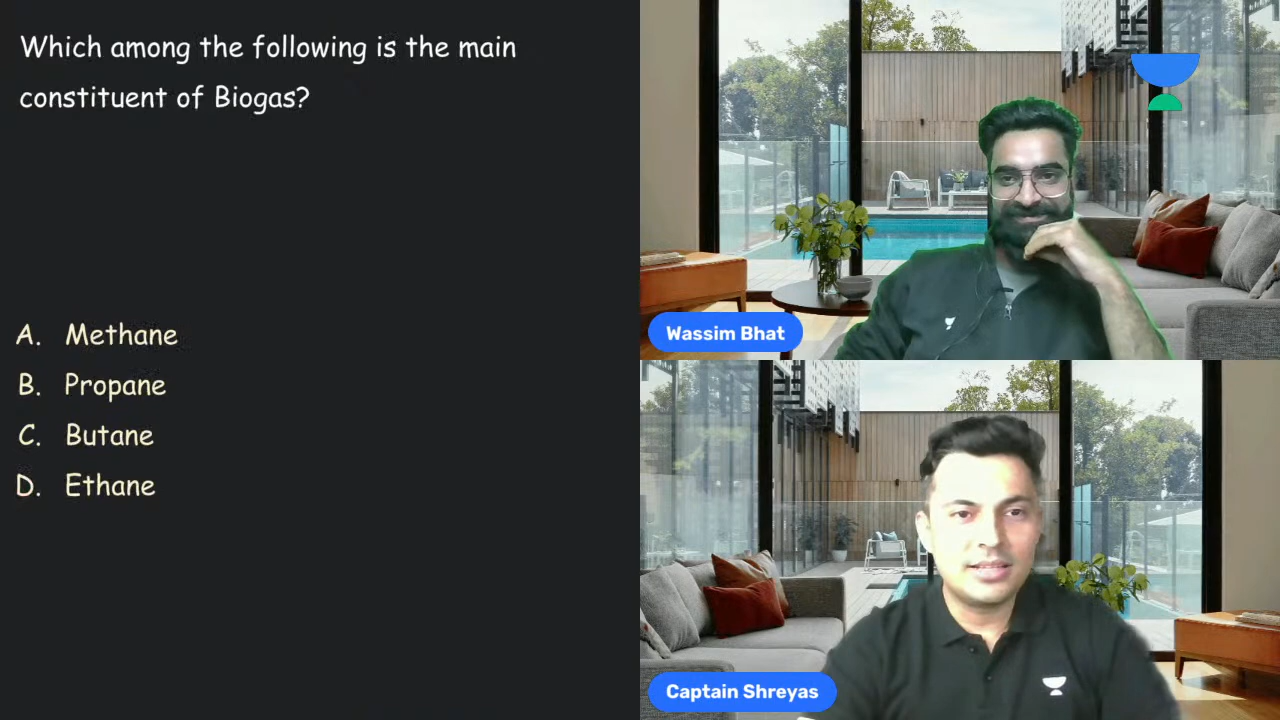 Which among the following is the main
constituent of Biogas?
A. Methane
B. Propane
C. Butane
D. Ethane
Wassim Bhat
Captain Shreyas